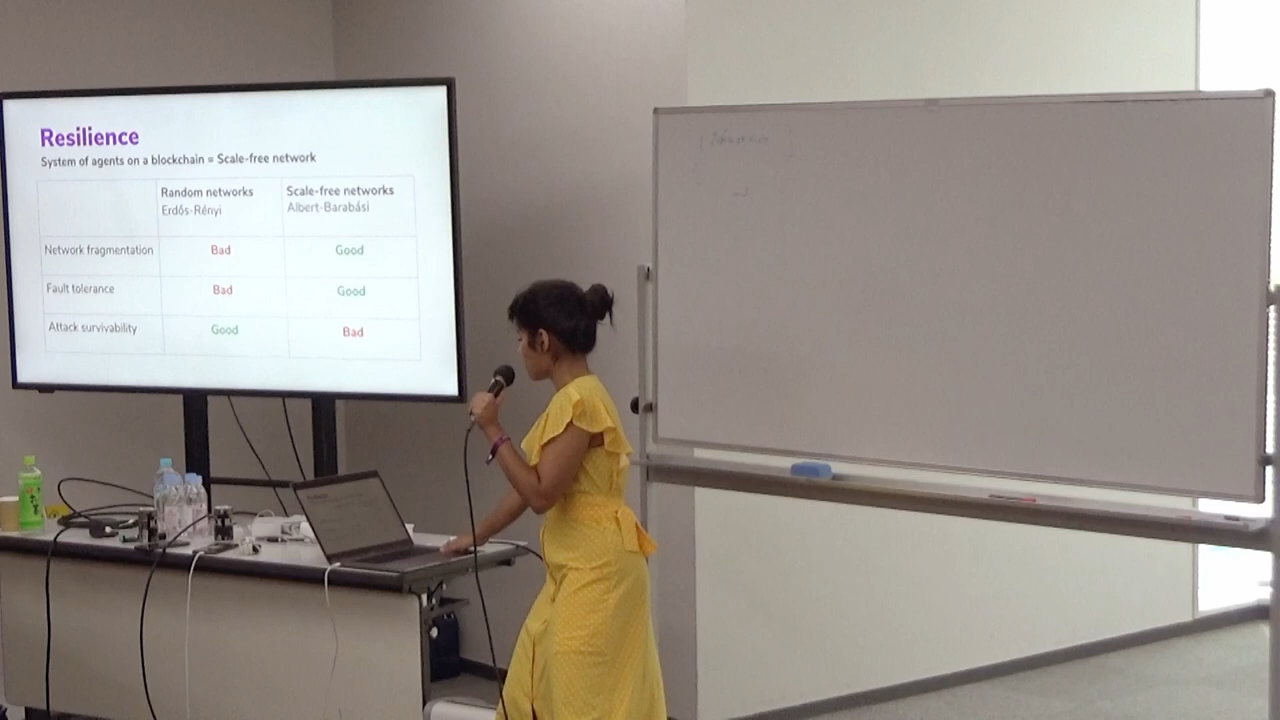 Resilience
System of agents on a blockchain = Scale-free network
Random networks
Erdős-Rényi
Scale-free networks
Albert-Barabási
Network fragmentation Bad Good
Fault tolerance Bad Good
Attack survivability Good Bad